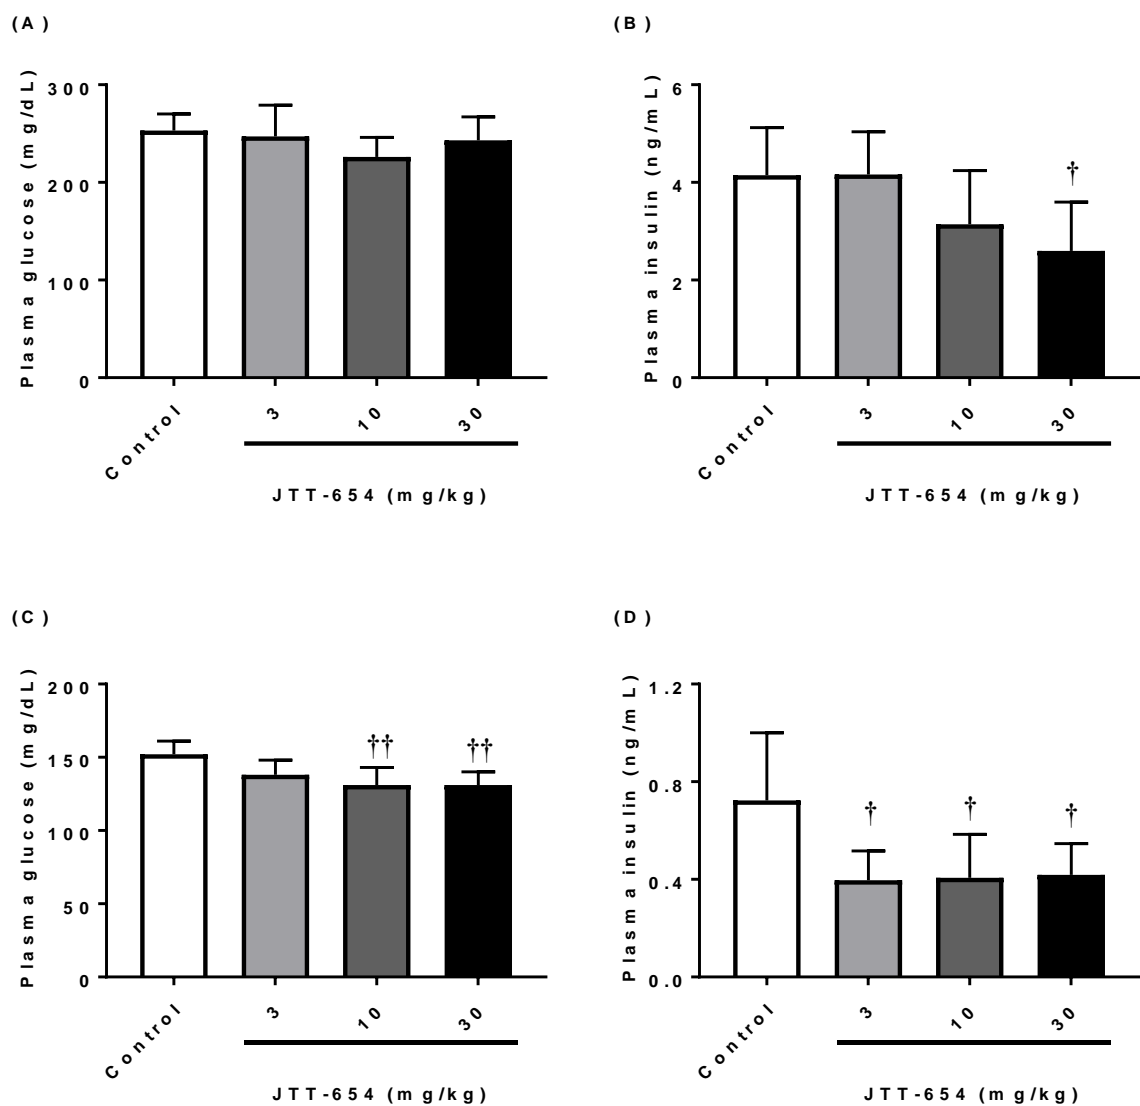 (A)
Plasma glucose (mg/dL)
300
200
100
0
Control
3
10
30
JTT-654 (mg/kg)
(B)
Plasma insulin (ng/mL)
6
4
2
0
†
Control
3
10
30
JTT-654 (mg/kg)
(C)
Plasma glucose (mg/dL)
200
150
100
50
0
††
††
Control
3
10
30
JTT-654 (mg/kg)
(D)
Plasma insulin (ng/mL)
1.2
0.8
0.4
0.0
†
†
†
Control
3
10
30
JTT-654 (mg/kg)